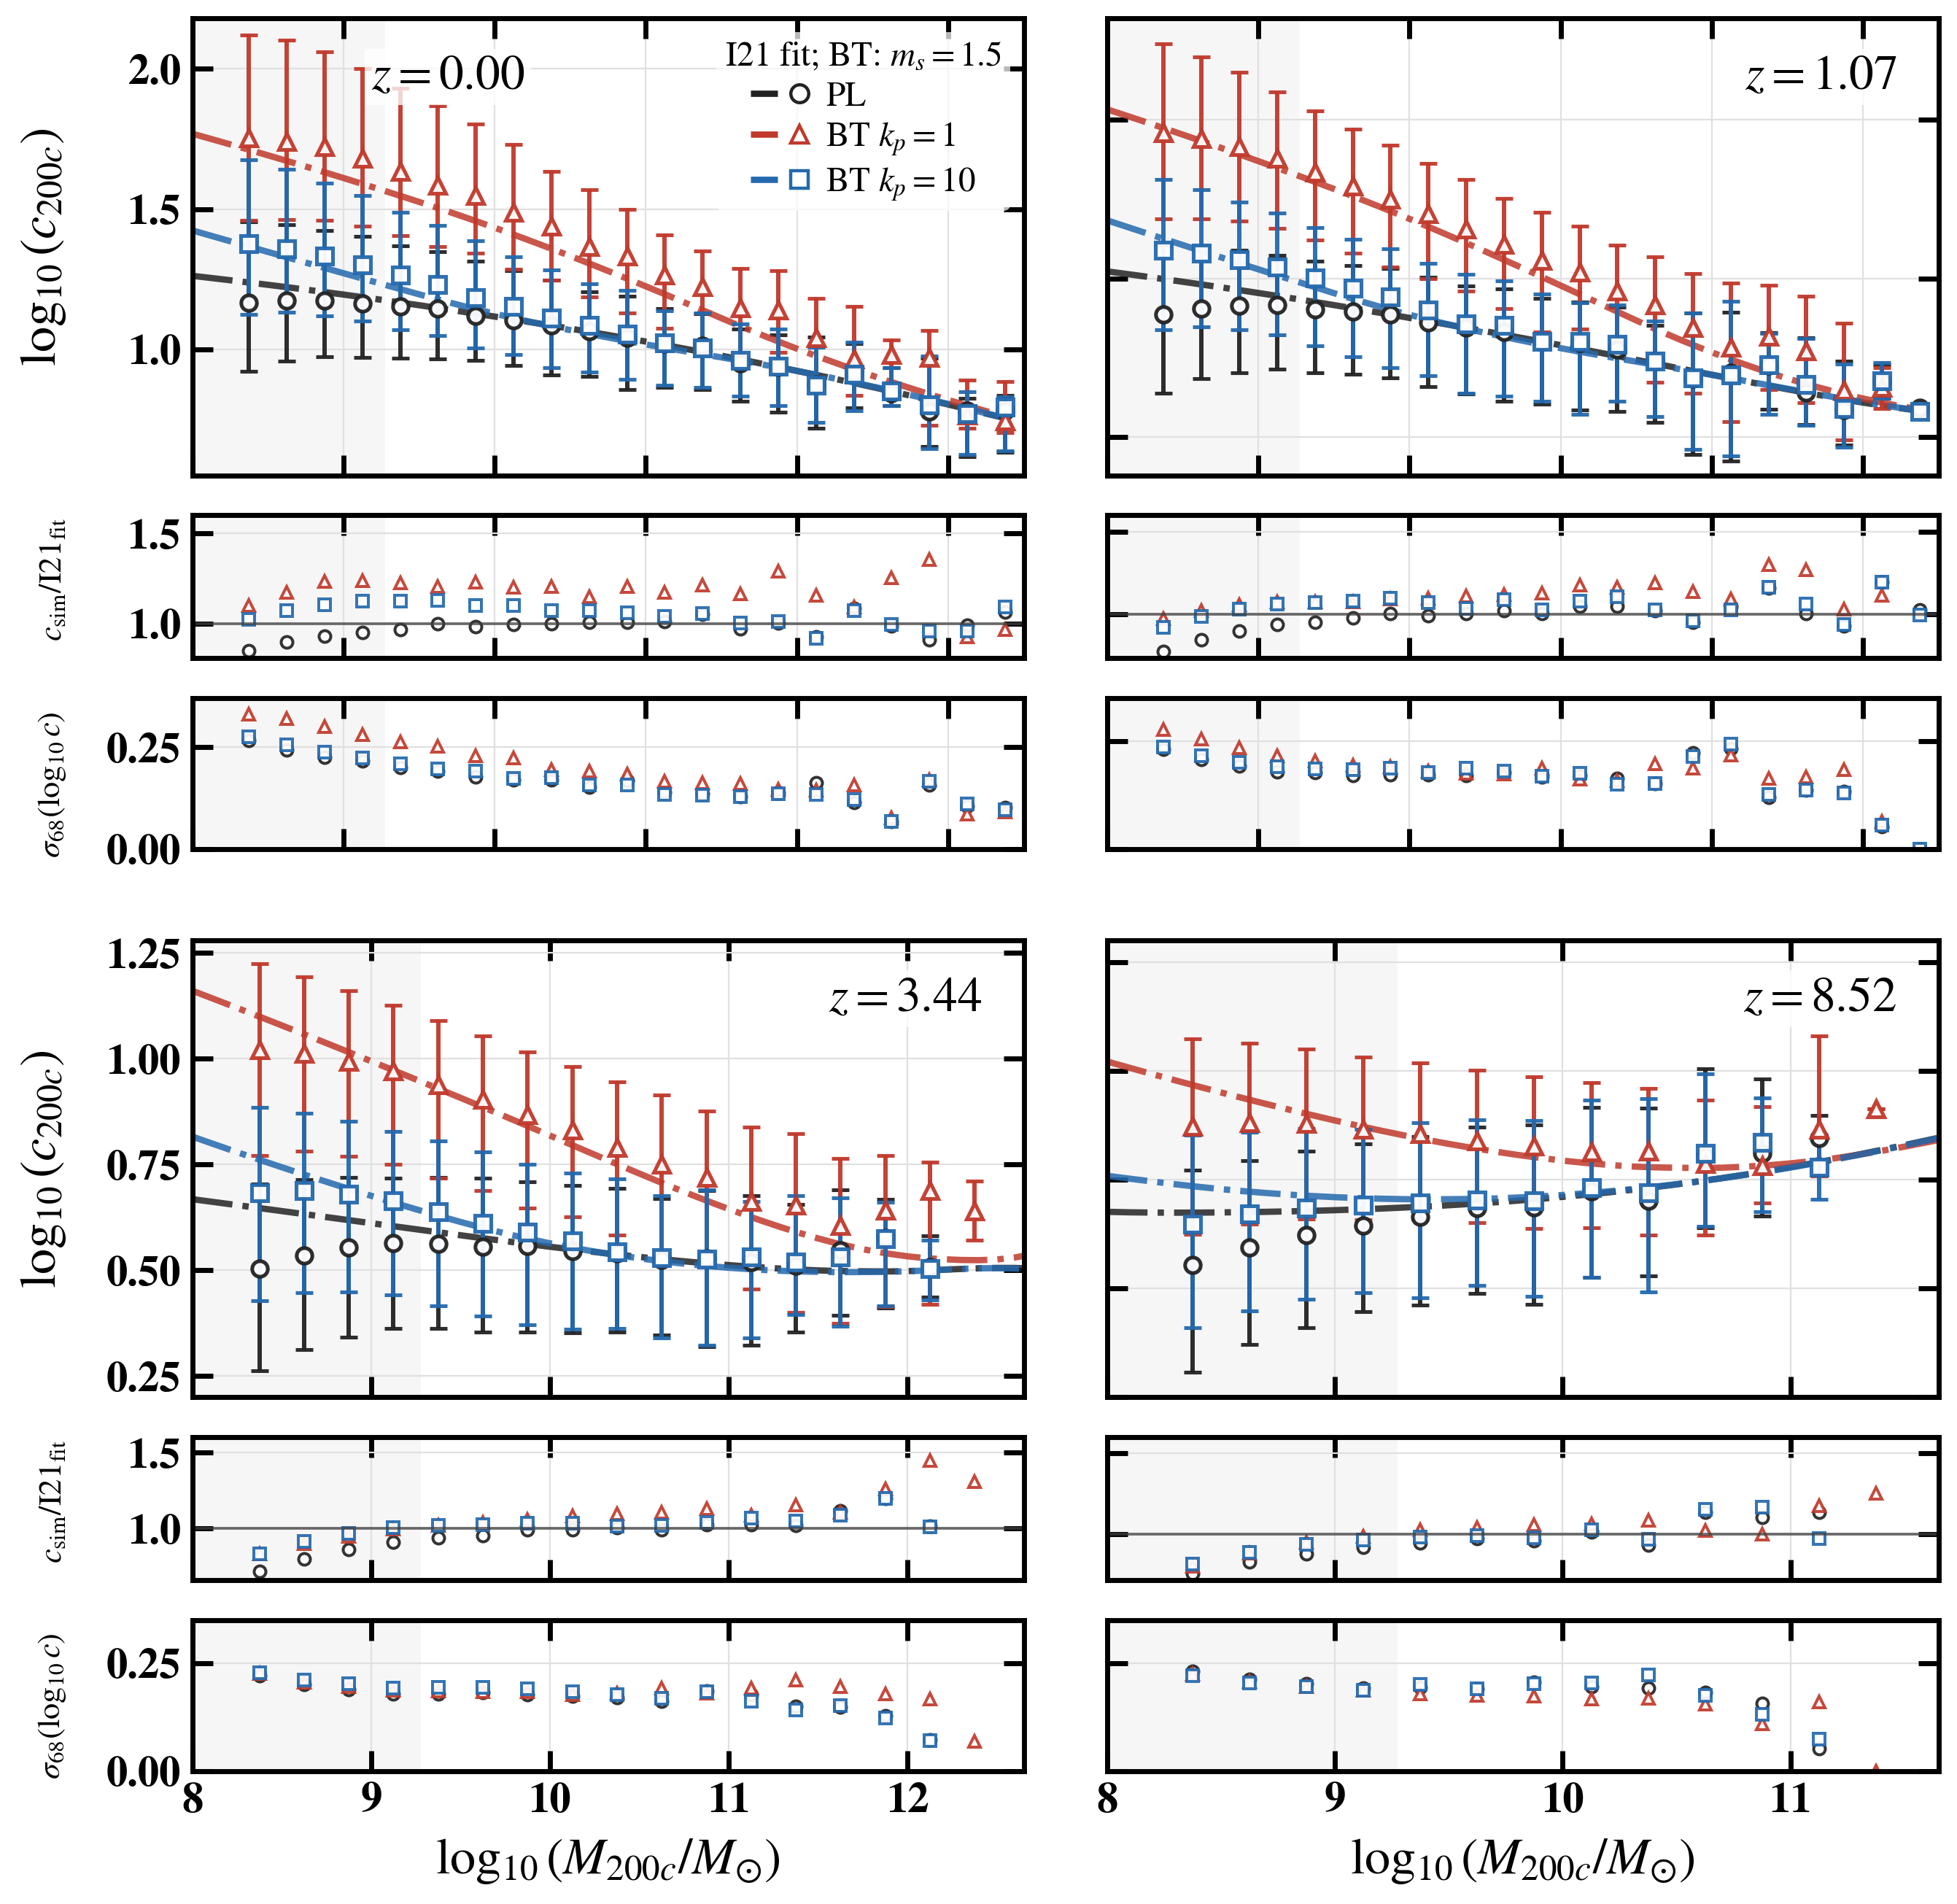 log₁₀ (c₂₀₀c)
2.0
1.5
1.0
z = 0.00
I21 fit; BT: mₛ = 1.5
PL
BT kₚ = 1
BT kₚ = 10
z = 1.07
c_sim/I21_fit
1.5
1.0
σ₆₈(log₁₀ c)
0.25
0.00
log₁₀ (c₂₀₀c)
1.25
1.00
0.75
0.50
0.25
z = 3.44
z = 8.52
c_sim/I21_fit
1.5
1.0
σ₆₈(log₁₀ c)
0.25
0.00
8 9 10 11 12
8 9 10 11
log₁₀ (M₂₀₀c/M⊙)
log₁₀ (M₂₀₀c/M⊙)